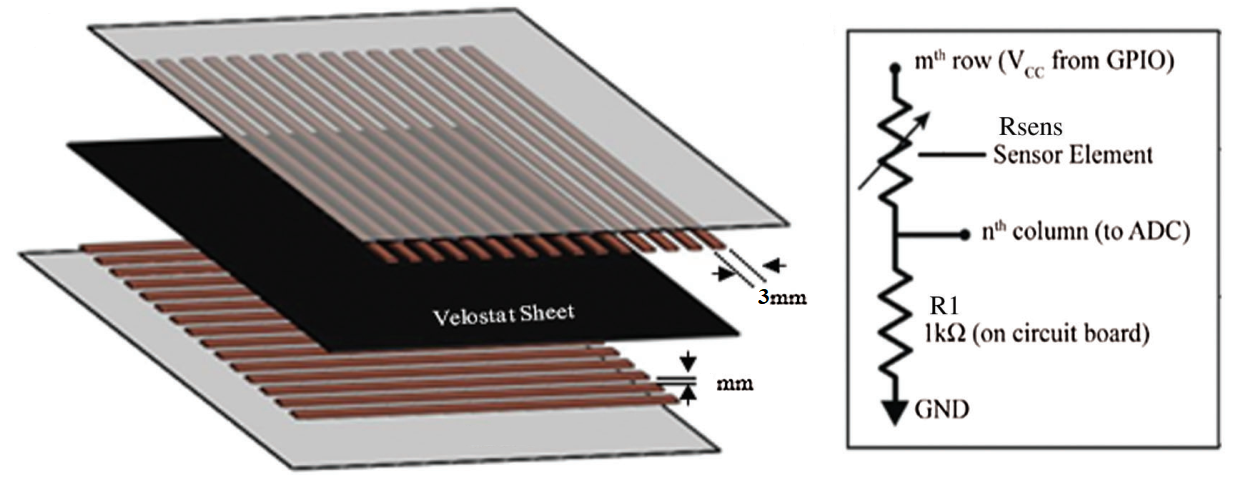 Velostat Sheet
3mm
mm
mᵗʰ row (V_CC from GPIO)
Rsens
Sensor Element
nᵗʰ column (to ADC)
R1
1kΩ (on circuit board)
GND